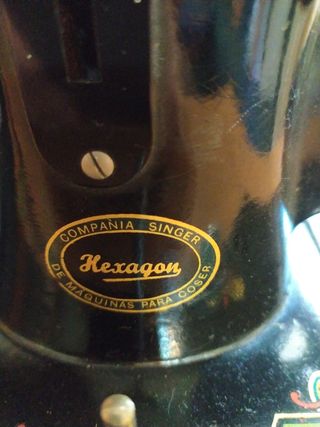 COMPAÑIA SINGER
Hexagon
DE MAQUINAS PARA COSER